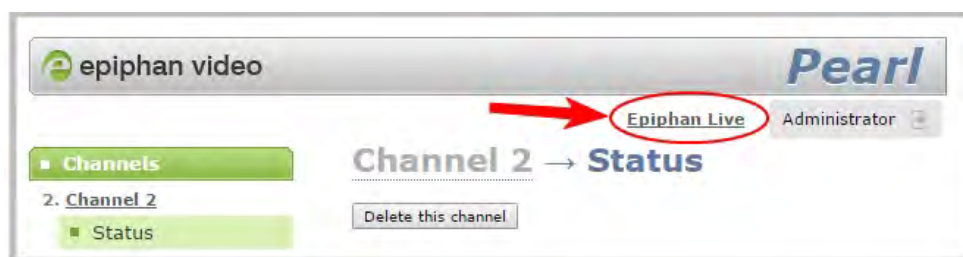 epiphan video
Pearl
Epiphan Live
Administrator
Channels
Channel 2 → Status
2. Channel 2
Delete this channel
Status